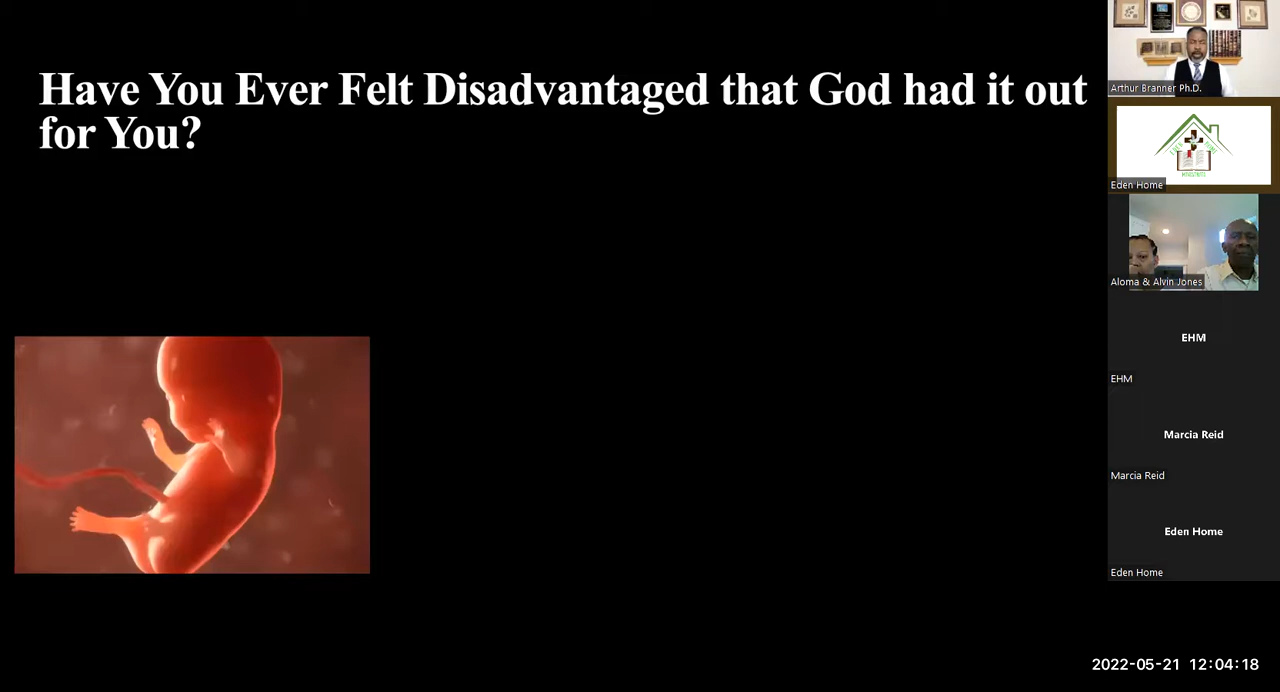 Have You Ever Felt Disadvantaged that God had it out
for You?
Arthur Branner Ph.D.
Eden Home
Aloma & Alvin Jones
EHM
EHM
Marcia Reid
Marcia Reid
Eden Home
Eden Home
2022-05-21 12:04:18